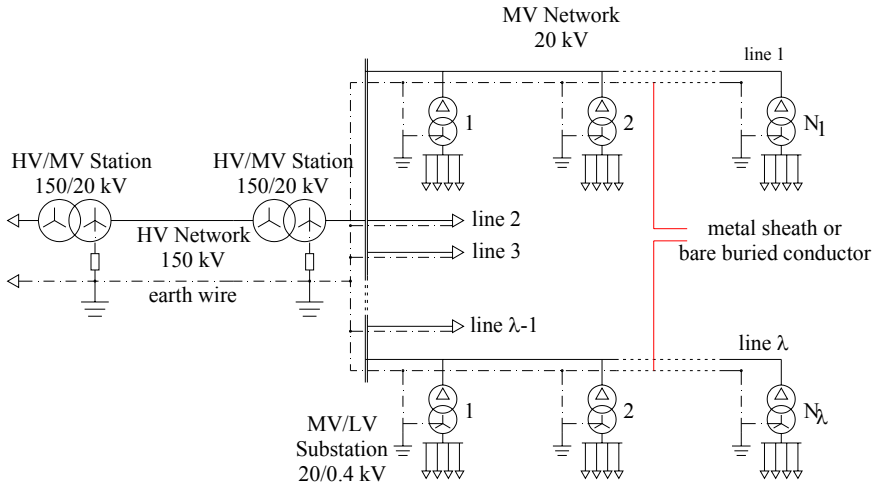 MV Network
20 kV
line 1
1
2
N1
HV/MV Station
150/20 kV
HV/MV Station
150/20 kV
HV Network
150 kV
earth wire
line 2
line 3
metal sheath or
bare buried conductor
line λ-1
line λ
1
2
Nλ
MV/LV
Substation
20/0.4 kV